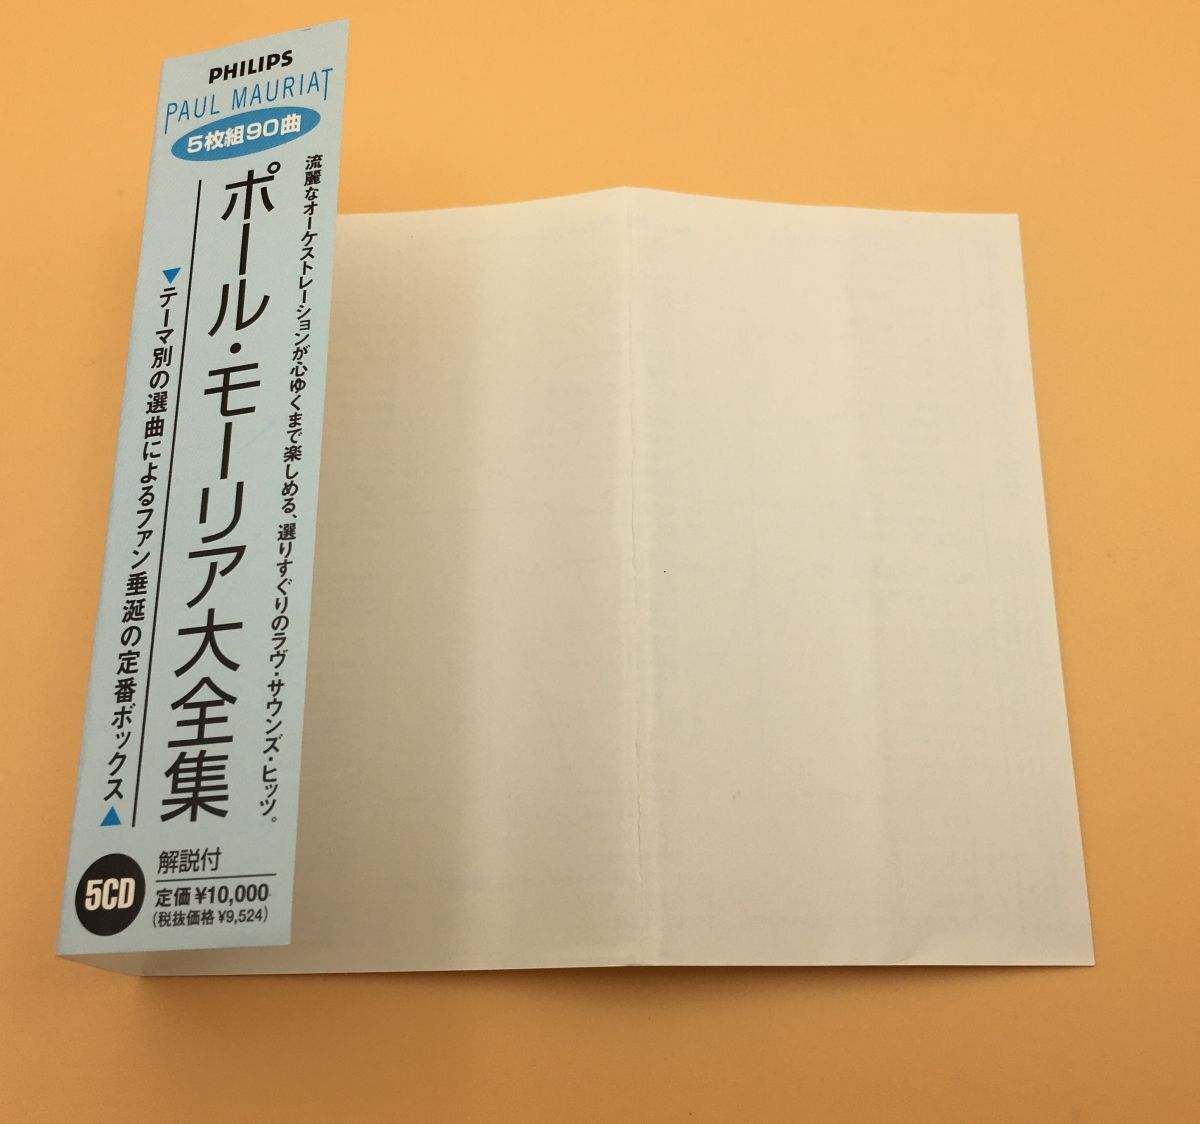 PHILIPS
PAUL MAURIAT
5枚組90曲
流麗なオーケストレーションが心ゆくまで楽しめる、選りすぐりのラヴ・サウンズ・ヒッツ。
ポール・モーリア大全集
▼テーマ別の選曲によるファン垂涎の定番ボックス▲
5CD
解説付
定価 ¥10,000
(税抜価格 ¥9,524)